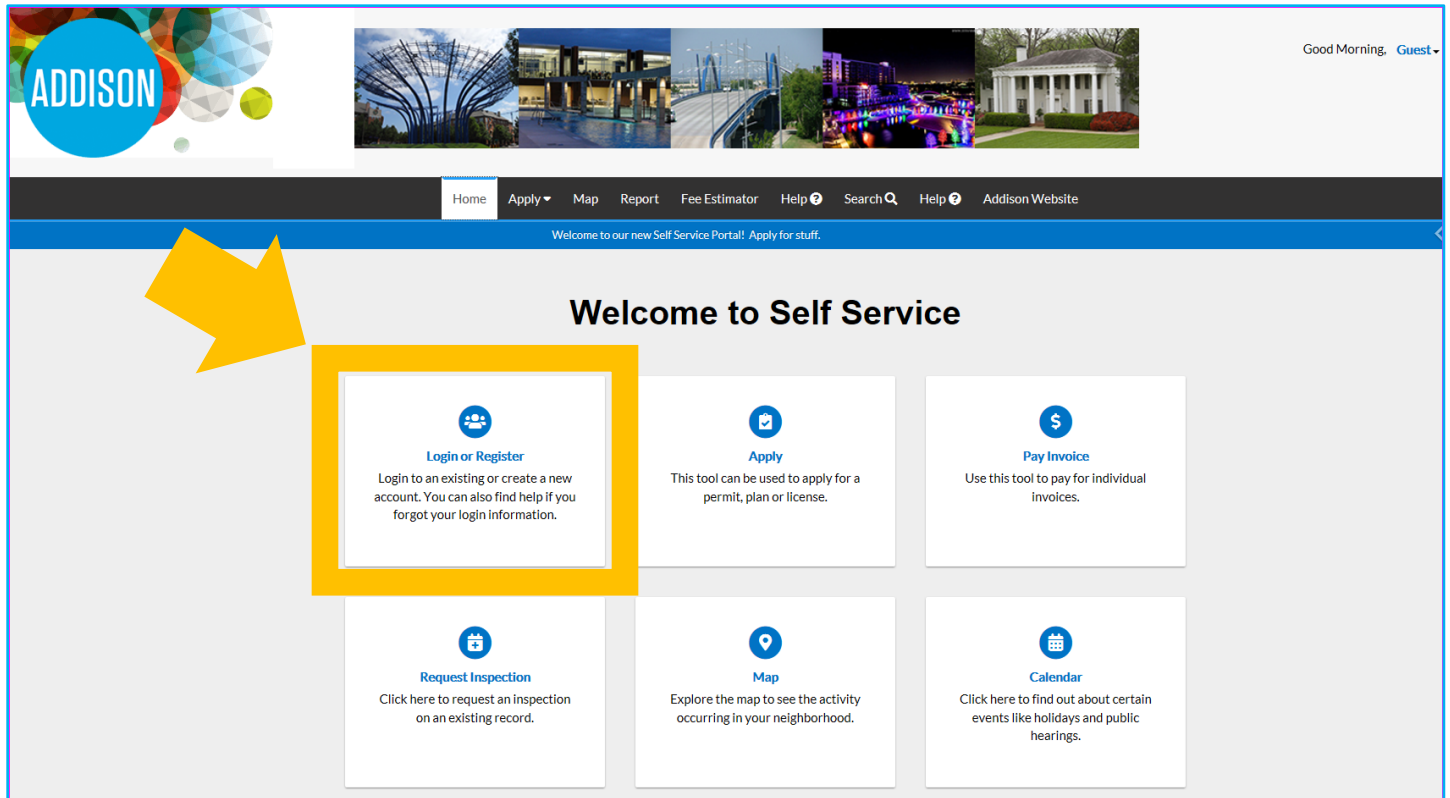 ADDISON
Good Morning, Guest
Home Apply Map Report Fee Estimator Help Search Help Addison Website
Welcome to our new Self Service Portal! Apply for stuff.
Welcome to Self Service
Login or Register
Login to an existing or create a new
account. You can also find help if you
forgot your login information.
Apply
This tool can be used to apply for a
permit, plan or license.
Pay Invoice
Use this tool to pay for individual
invoices.
Request Inspection
Click here to request an inspection
on an existing record.
Map
Explore the map to see the activity
occurring in your neighborhood.
Calendar
Click here to find out about certain
events like holidays and public
hearings.